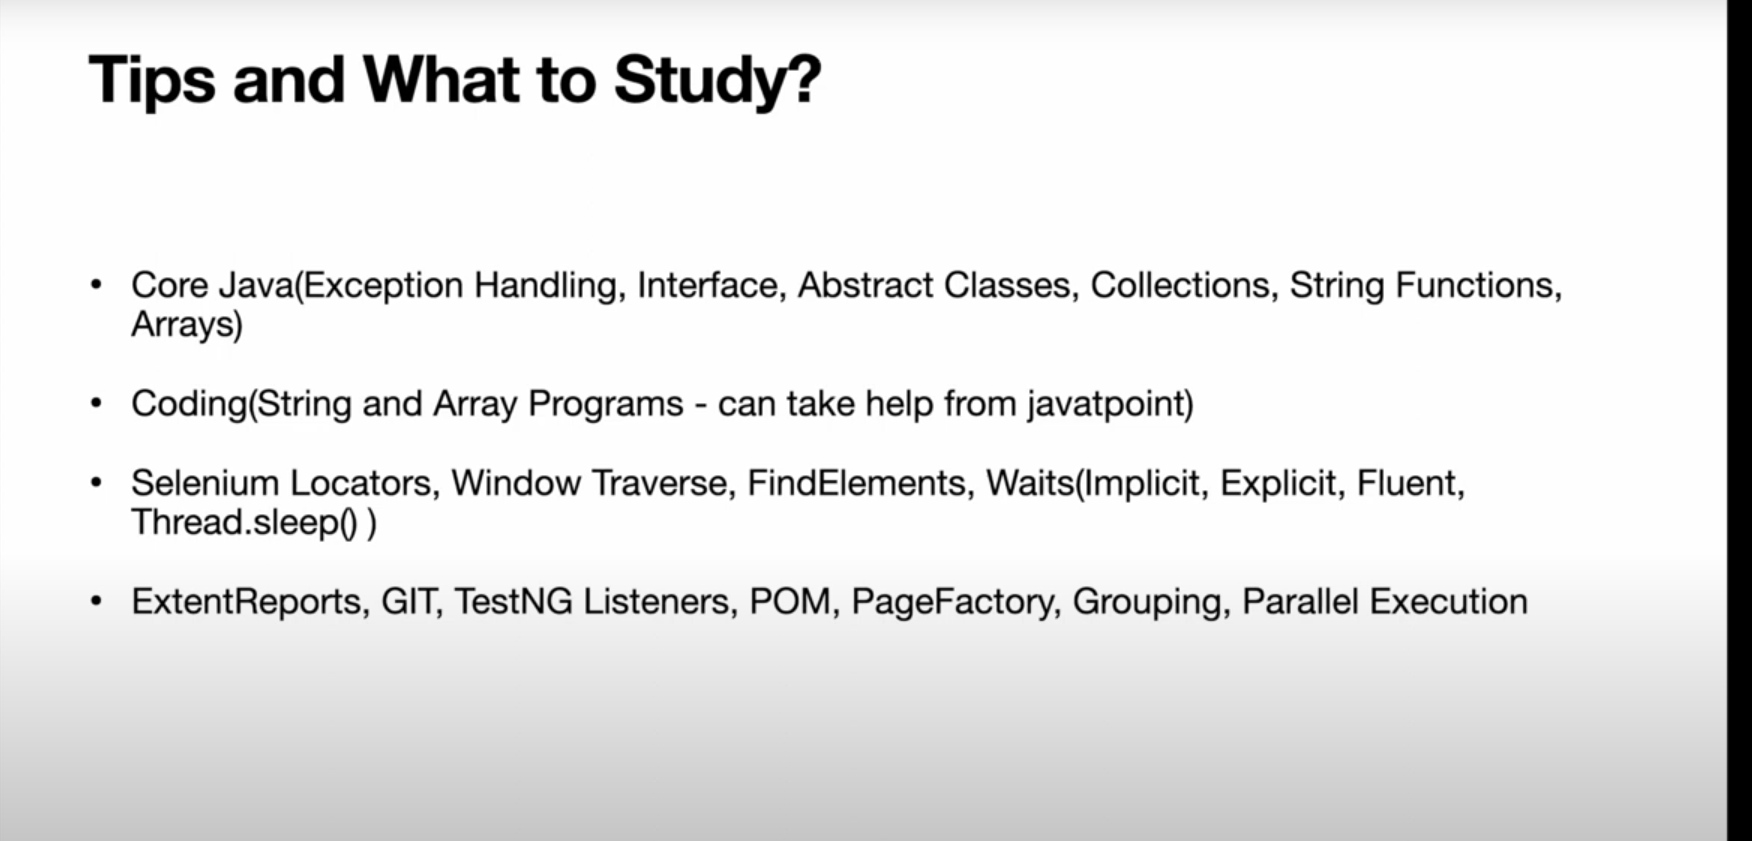 Tips and What to Study?
• Core Java(Exception Handling, Interface, Abstract Classes, Collections, String Functions,
Arrays)
• Coding(String and Array Programs - can take help from javatpoint)
• Selenium Locators, Window Traverse, FindElements, Waits(Implicit, Explicit, Fluent,
Thread.sleep() )
• ExtentReports, GIT, TestNG Listeners, POM, PageFactory, Grouping, Parallel Execution